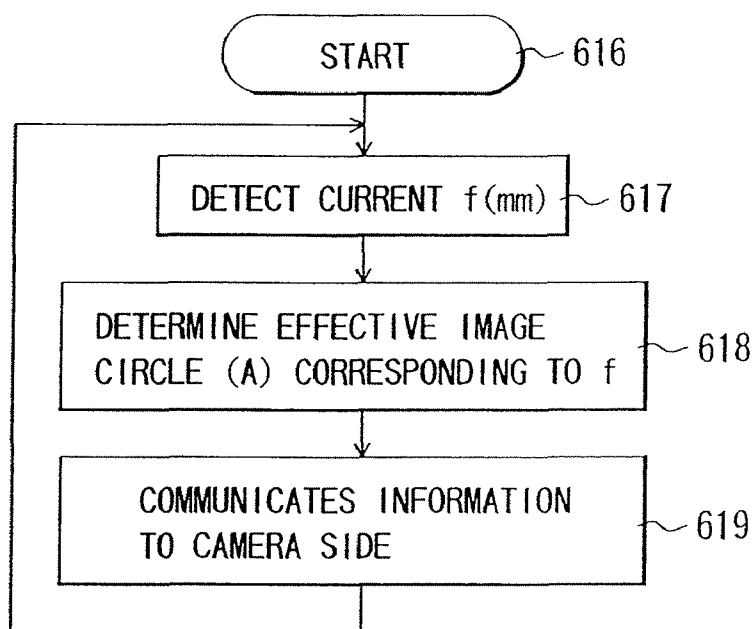 START
616
DETECT CURRENT f(mm)
617
DETERMINE EFFECTIVE IMAGE
CIRCLE (A) CORRESPONDING TO f
618
COMMUNICATES INFORMATION
TO CAMERA SIDE
619